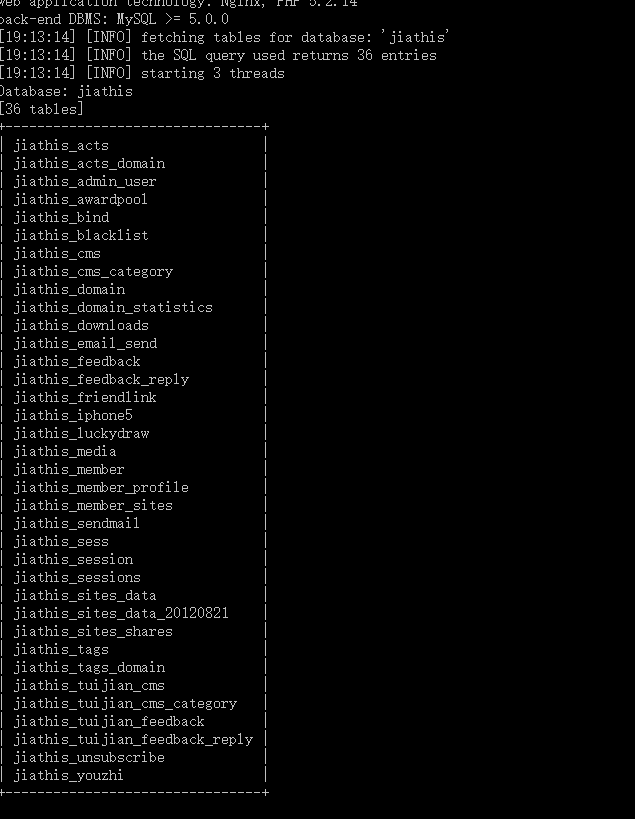 web application technology: Nginx, PHP 5.2.14
back-end DBMS: MySQL >= 5.0.0
[19:13:14] [INFO] fetching tables for database: 'jiathis'
[19:13:14] [INFO] the SQL query used returns 36 entries
[19:13:14] [INFO] starting 3 threads
Database: jiathis
[36 tables]
+-------------------------------+
| jiathis_acts |
| jiathis_acts_domain |
| jiathis_admin_user |
| jiathis_awardpool |
| jiathis_bind |
| jiathis_blacklist |
| jiathis_cms |
| jiathis_cms_category |
| jiathis_domain |
| jiathis_domain_statistics |
| jiathis_downloads |
| jiathis_email_send |
| jiathis_feedback |
| jiathis_feedback_reply |
| jiathis_friendlink |
| jiathis_iphone5 |
| jiathis_luckydraw |
| jiathis_media |
| jiathis_member |
| jiathis_member_profile |
| jiathis_member_sites |
| jiathis_sendmail |
| jiathis_sess |
| jiathis_session |
| jiathis_sessions |
| jiathis_sites_data |
| jiathis_sites_data_20120821 |
| jiathis_sites_shares |
| jiathis_tags |
| jiathis_tags_domain |
| jiathis_tuijian_cms |
| jiathis_tuijian_cms_category |
| jiathis_tuijian_feedback |
| jiathis_tuijian_feedback_reply |
| jiathis_unsubscribe |
| jiathis_youzhi |
+-------------------------------+